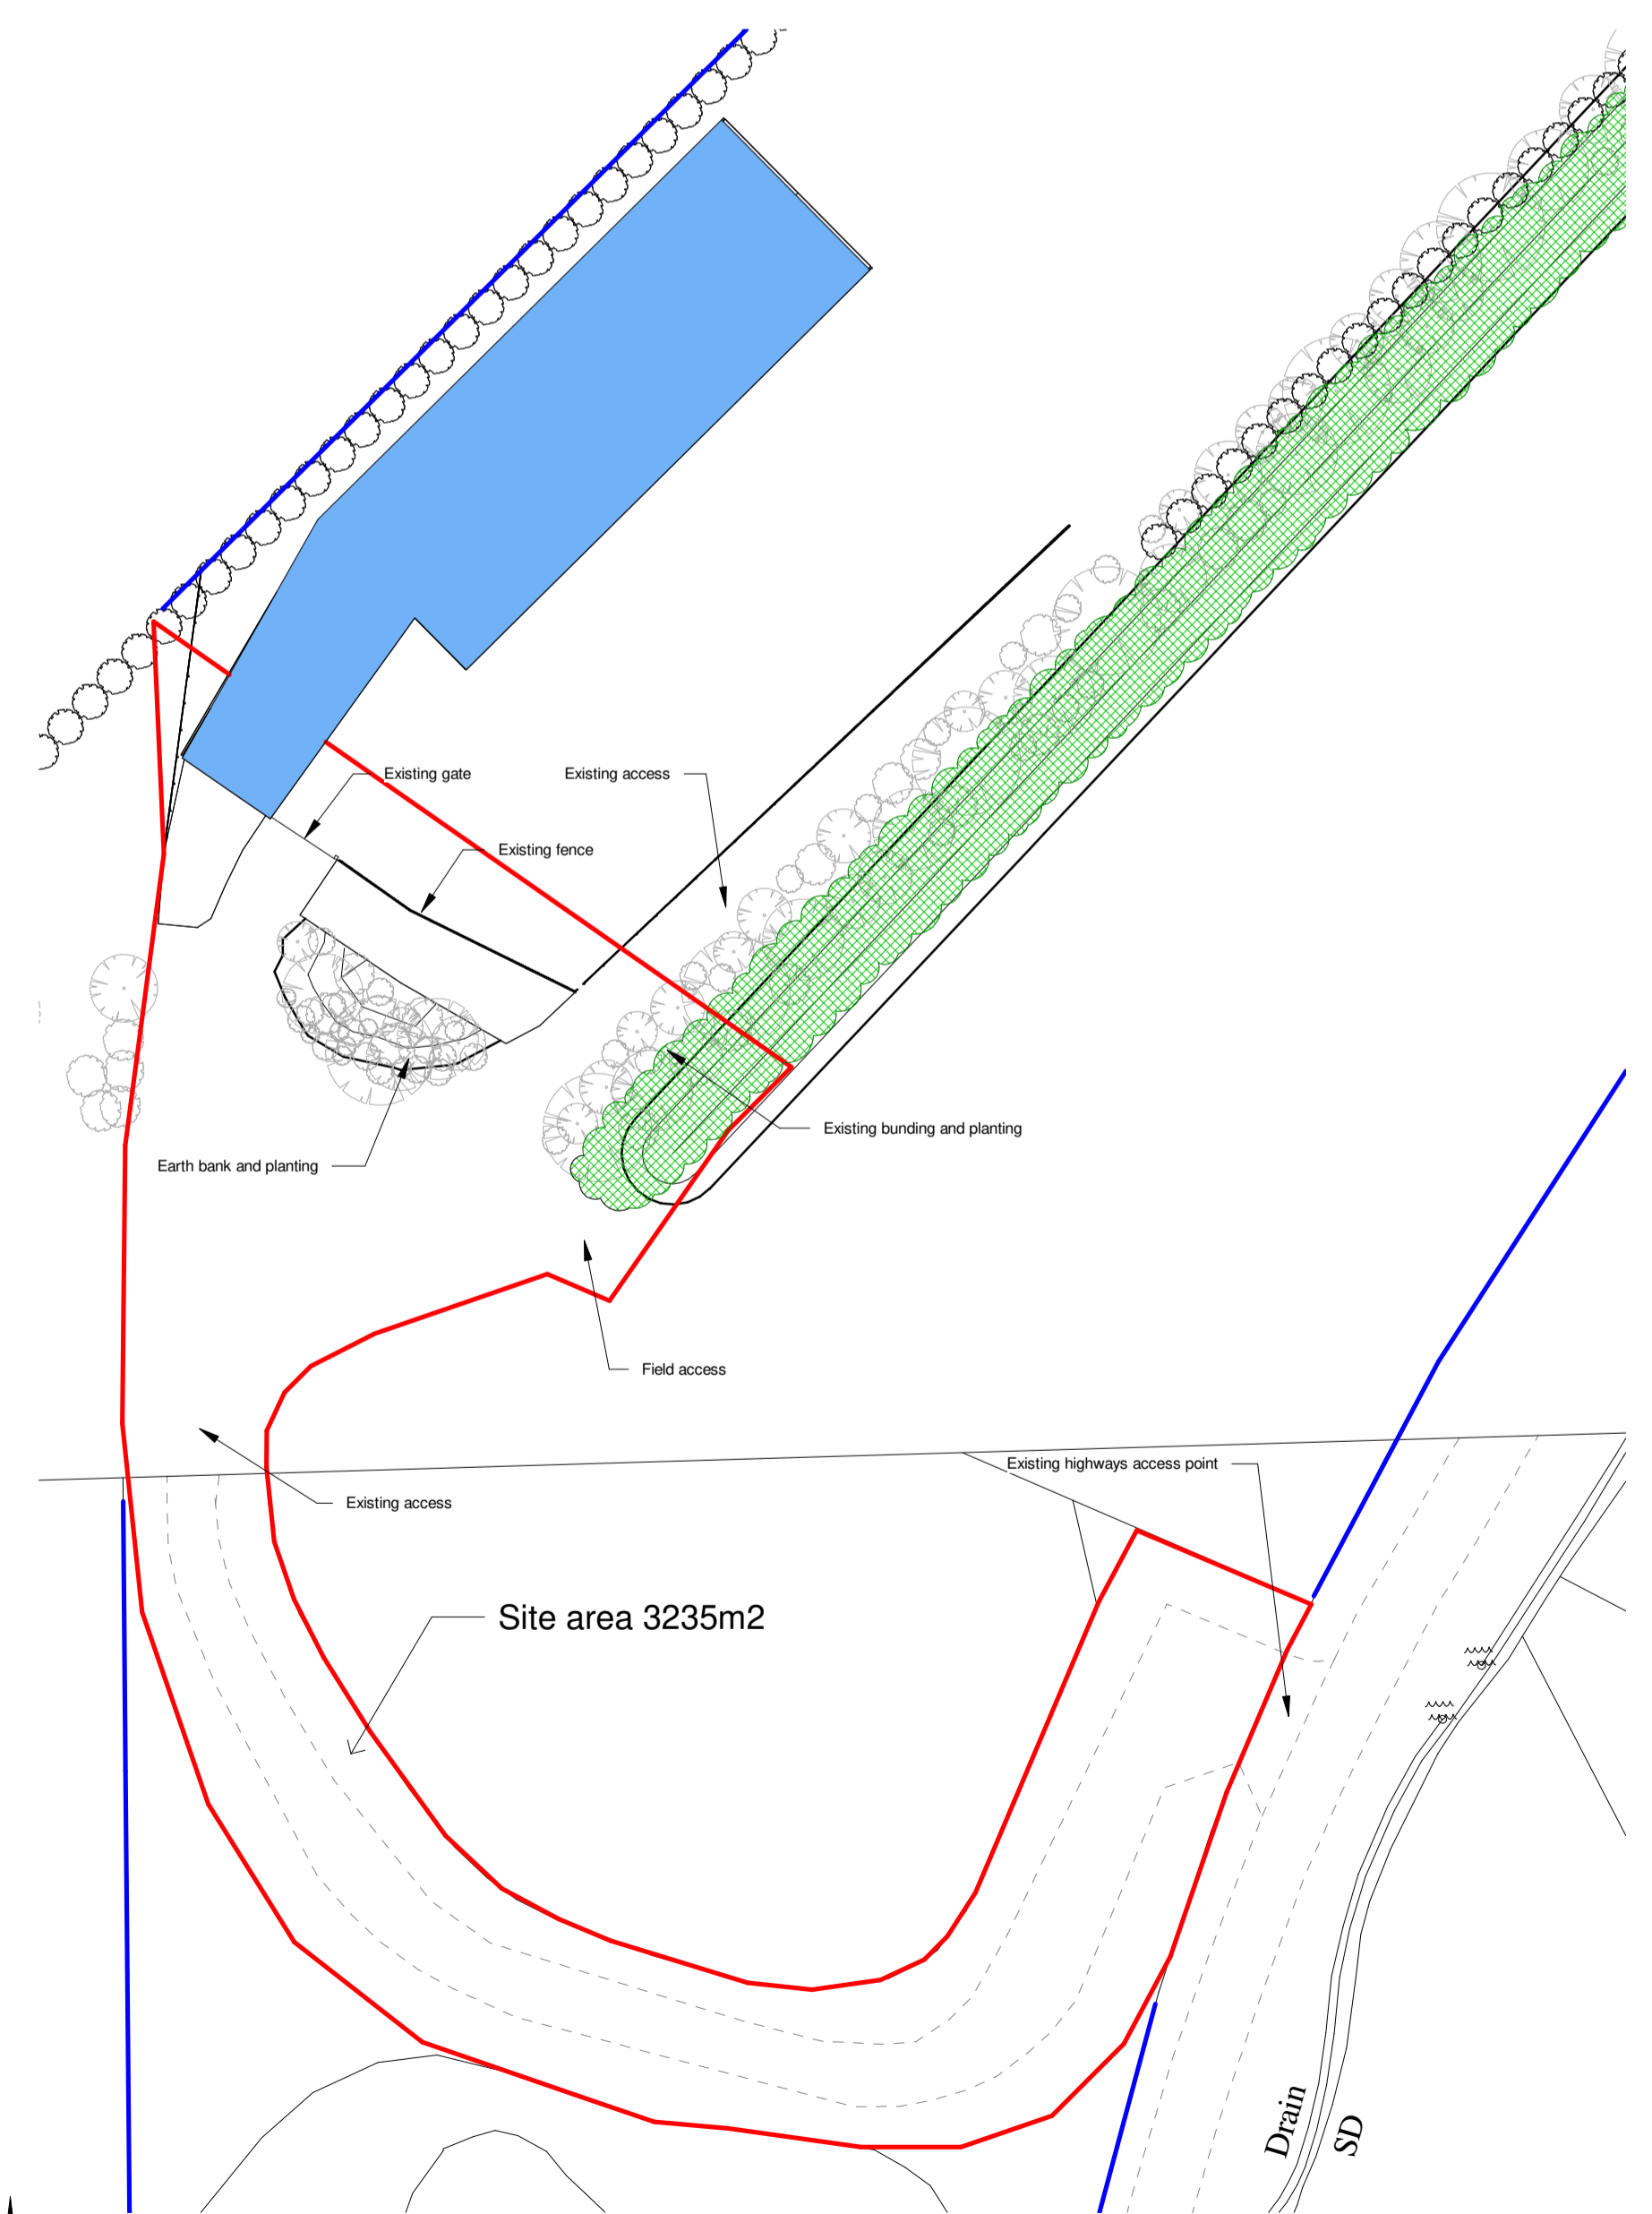 Existing gate
Existing access
Existing fence
Existing bunding and planting
Earth bank and planting
Field access
Existing highways access point
Existing access
Site area 3235m2
Drain
SD